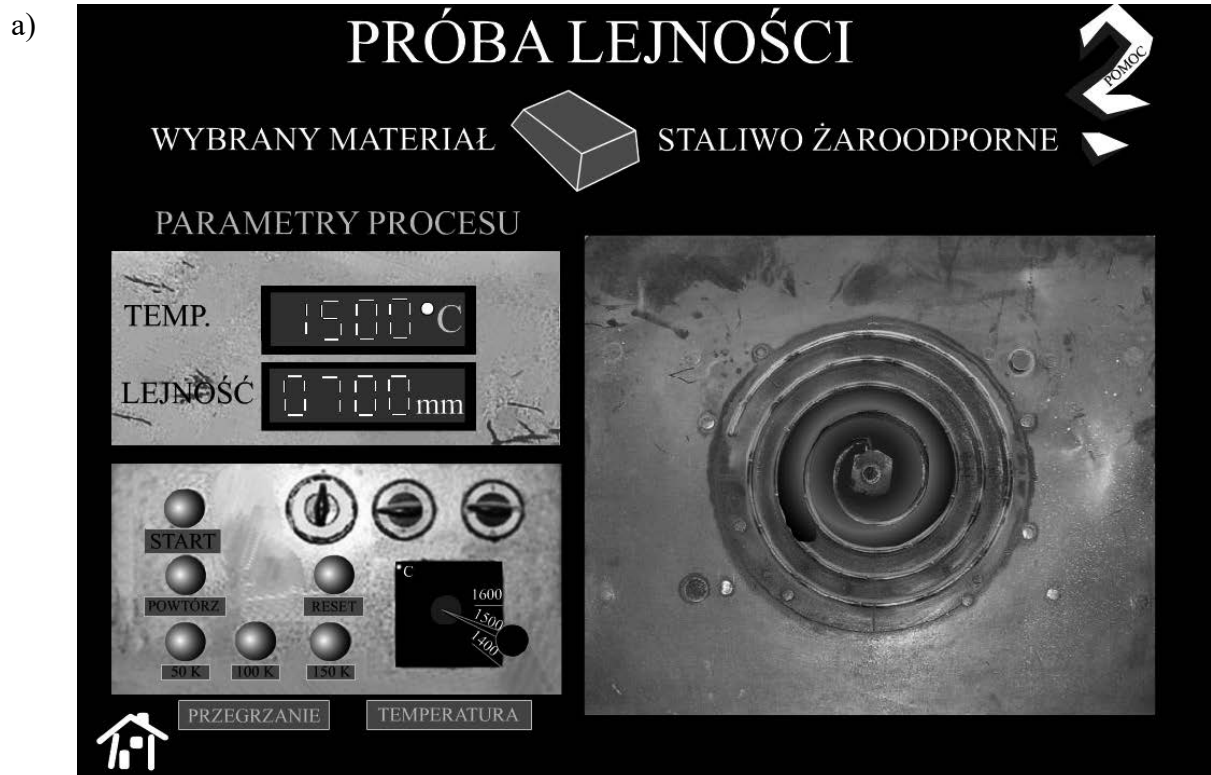 a)
PRÓBA LEJNOŚCI
POMOC
WYBRANY MATERIAŁ
STALIWO ŻAROODPORNE
PARAMETRY PROCESU
TEMP.
1500 °C
LEJNOŚĆ
0700 mm
START
POWTÓRZ
RESET
50 K
100 K
150 K
°C
1600
1500
1400
PRZEGRZANIE
TEMPERATURA